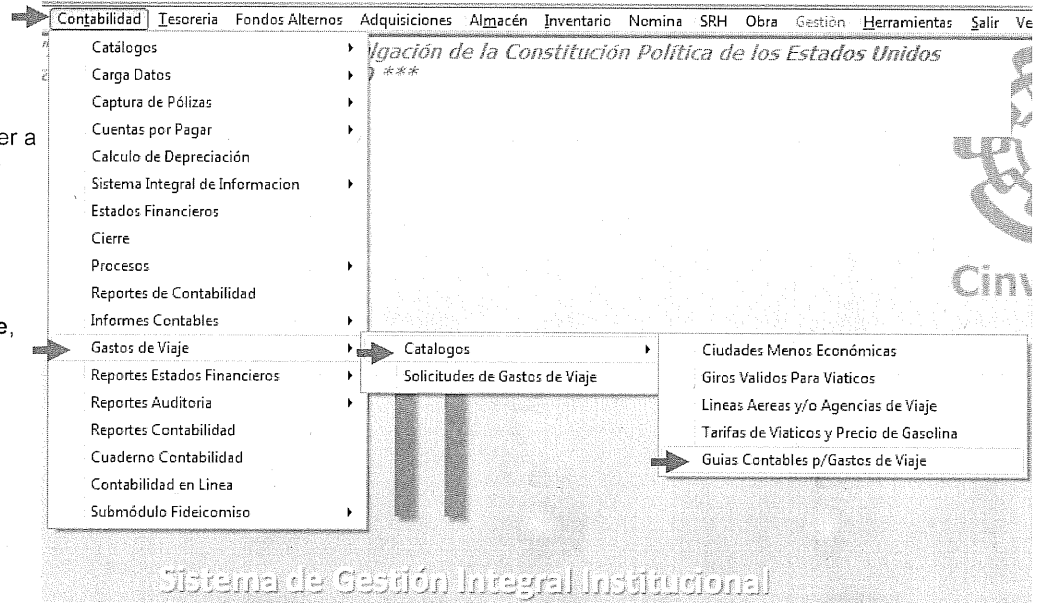 Contabilidad Tesoreria Fondos Alternos Adquisiciones Almacén Inventario Nomina SRH Obra Gestión Herramientas Salir Ve
lgación de la Constitución Política de los Estados Unidos
***
Catálogos
Carga Datos
Captura de Pólizas
Cuentas por Pagar
er a
Calculo de Depreciación
Sistema Integral de Informacion
Estados Financieros
Cierre
Procesos
Reportes de Contabilidad
Cinv
Informes Contables
e,
Gastos de Viaje
Reportes Estados Financieros
Reportes Auditoria
Reportes Contabilidad
Cuaderno Contabilidad
Contabilidad en Linea
Submódulo Fideicomiso
Catalogos
Solicitudes de Gastos de Viaje
Ciudades Menos Económicas
Giros Validos Para Viaticos
Lineas Aereas y/o Agencias de Viaje
Tarifas de Viaticos y Precio de Gasolina
Guias Contables p/Gastos de Viaje
Sistema de Gestión Integral Institucional